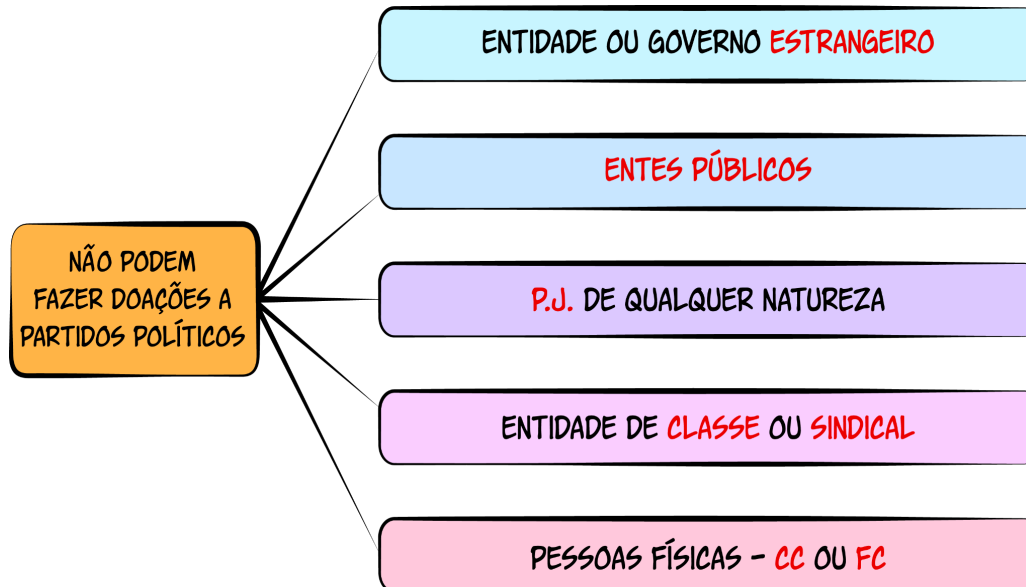 ENTIDADE OU GOVERNO ESTRANGEIRO
ENTES PÚBLICOS
NÃO PODEM
FAZER DOAÇÕES A
PARTIDOS POLÍTICOS
P.J. DE QUALQUER NATUREZA
ENTIDADE DE CLASSE OU SINDICAL
PESSOAS FÍSICAS – CC OU FC